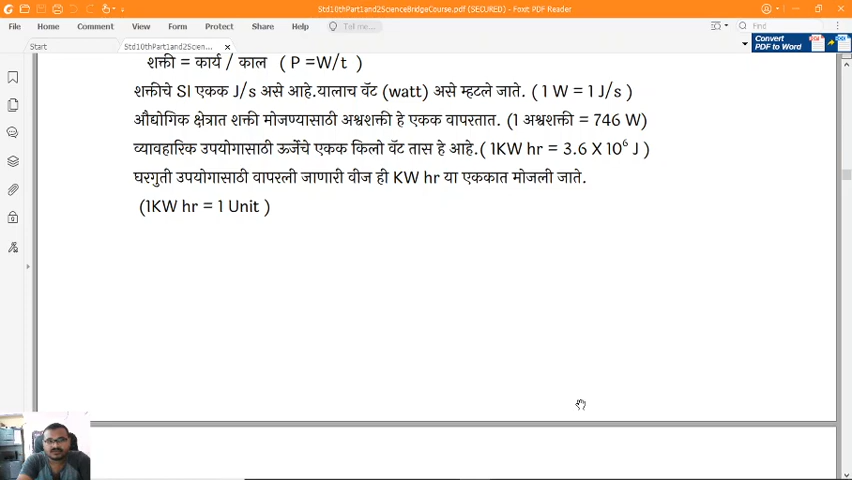 Std10thPart1and2ScienceBridgeCourse.pdf (SECURED) - Foxit PDF Reader
File Home Comment View Form Protect Share Help Tell me... Find
Start Std10thPart1and2Scienc...
Convert
PDF to Word
शक्ती = कार्य / काल ( P =W/t )
शक्तीचे SI एकक J/s असे आहे.यालाच वॅट (watt) असे म्हटले जाते. ( 1 W = 1 J/s )
औद्योगिक क्षेत्रात शक्ती मोजण्यासाठी अश्वशक्ती हे एकक वापरतात. (1 अश्वशक्ती = 746 W)
व्यावहारिक उपयोगासाठी ऊर्जेचे एकक किलो वॅट तास हे आहे.( 1KW hr = 3.6 X 10⁶ J )
घरगुती उपयोगासाठी वापरली जाणारी वीज ही KW hr या एककात मोजली जाते.
(1KW hr = 1 Unit )